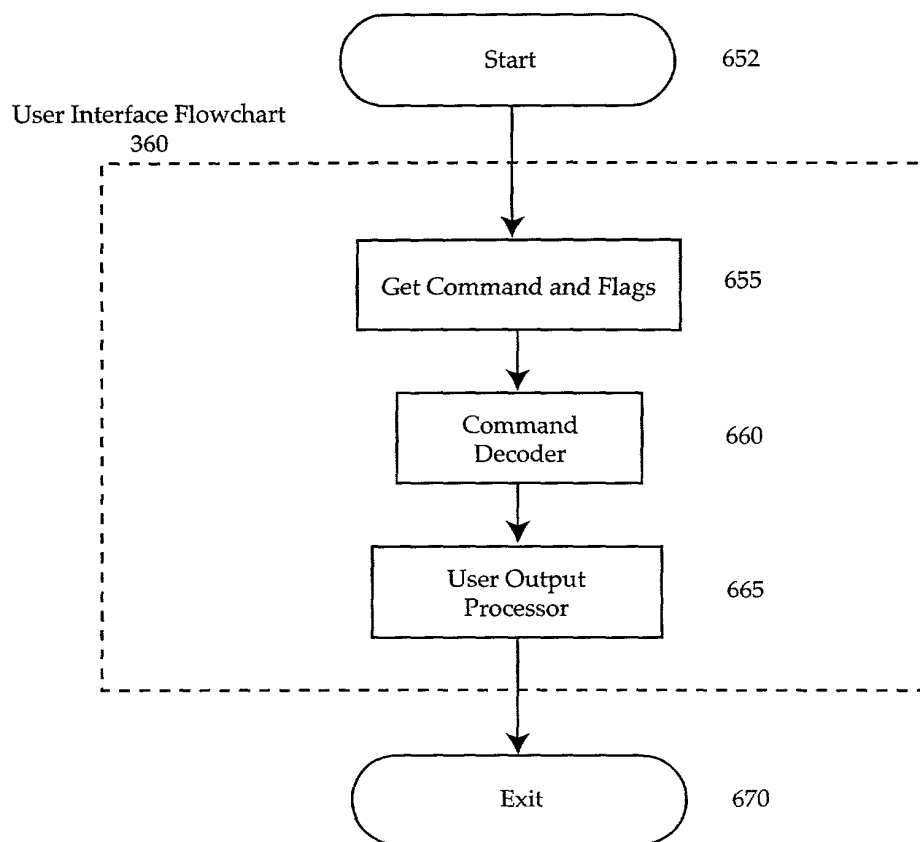 Start
652
User Interface Flowchart
360
Get Command and Flags
655
Command
Decoder
660
User Output
Processor
665
Exit
670